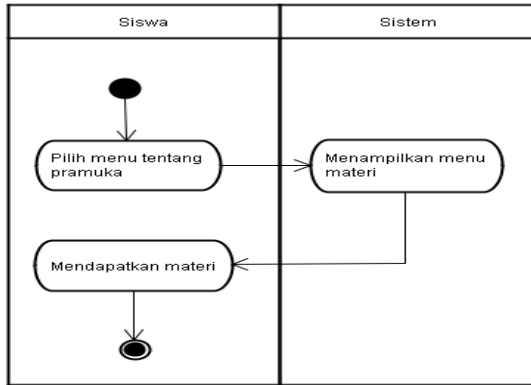 Siswa
Sistem
Pilih menu tentang
pramuka
Menampilkan menu
materi
Mendapatkan materi